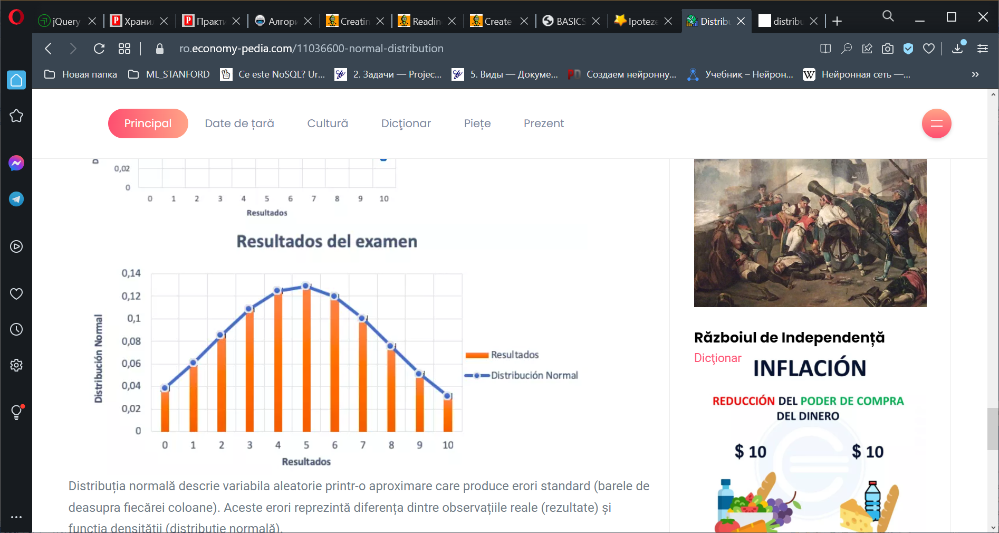 jQuery
Храни
Практи
Алгори
Creatin
Readin
Create
BASICS
Ipoteze
Distribu
distribu
ro.economy-pedia.com/11036600-normal-distribution
Новая папка
ML_STANFORD
Ce este NoSQL? Ur...
2. Задачи — Projec...
5. Виды — Докуме...
Создаем нейронну...
Учебник – Нейрон...
Нейронная сеть —...
Principal
Date de țară
Cultură
Dicţionar
Piețe
Prezent
0,02
0
0 1 2 3 4 5 6 7 8 9 10
Resultados
Resultados del examen
Distribución Normal
0,14
0,12
0,1
0,08
0,06
0,04
0,02
0
0 1 2 3 4 5 6 7 8 9 10
Resultados
Resultados
Distribución Normal
Distribuția normală descrie variabila aleatorie printr-o aproximare care produce erori standard (barele de
deasupra fiecărei coloane). Aceste erori reprezintă diferența dintre observațiile reale (rezultate) și
funcția densității (distribuție normală).
Războiul de Independență
Dicţionar
INFLACIÓN
REDUCCIÓN DEL PODER DE COMPRA
DEL DINERO
$ 10
$ 10